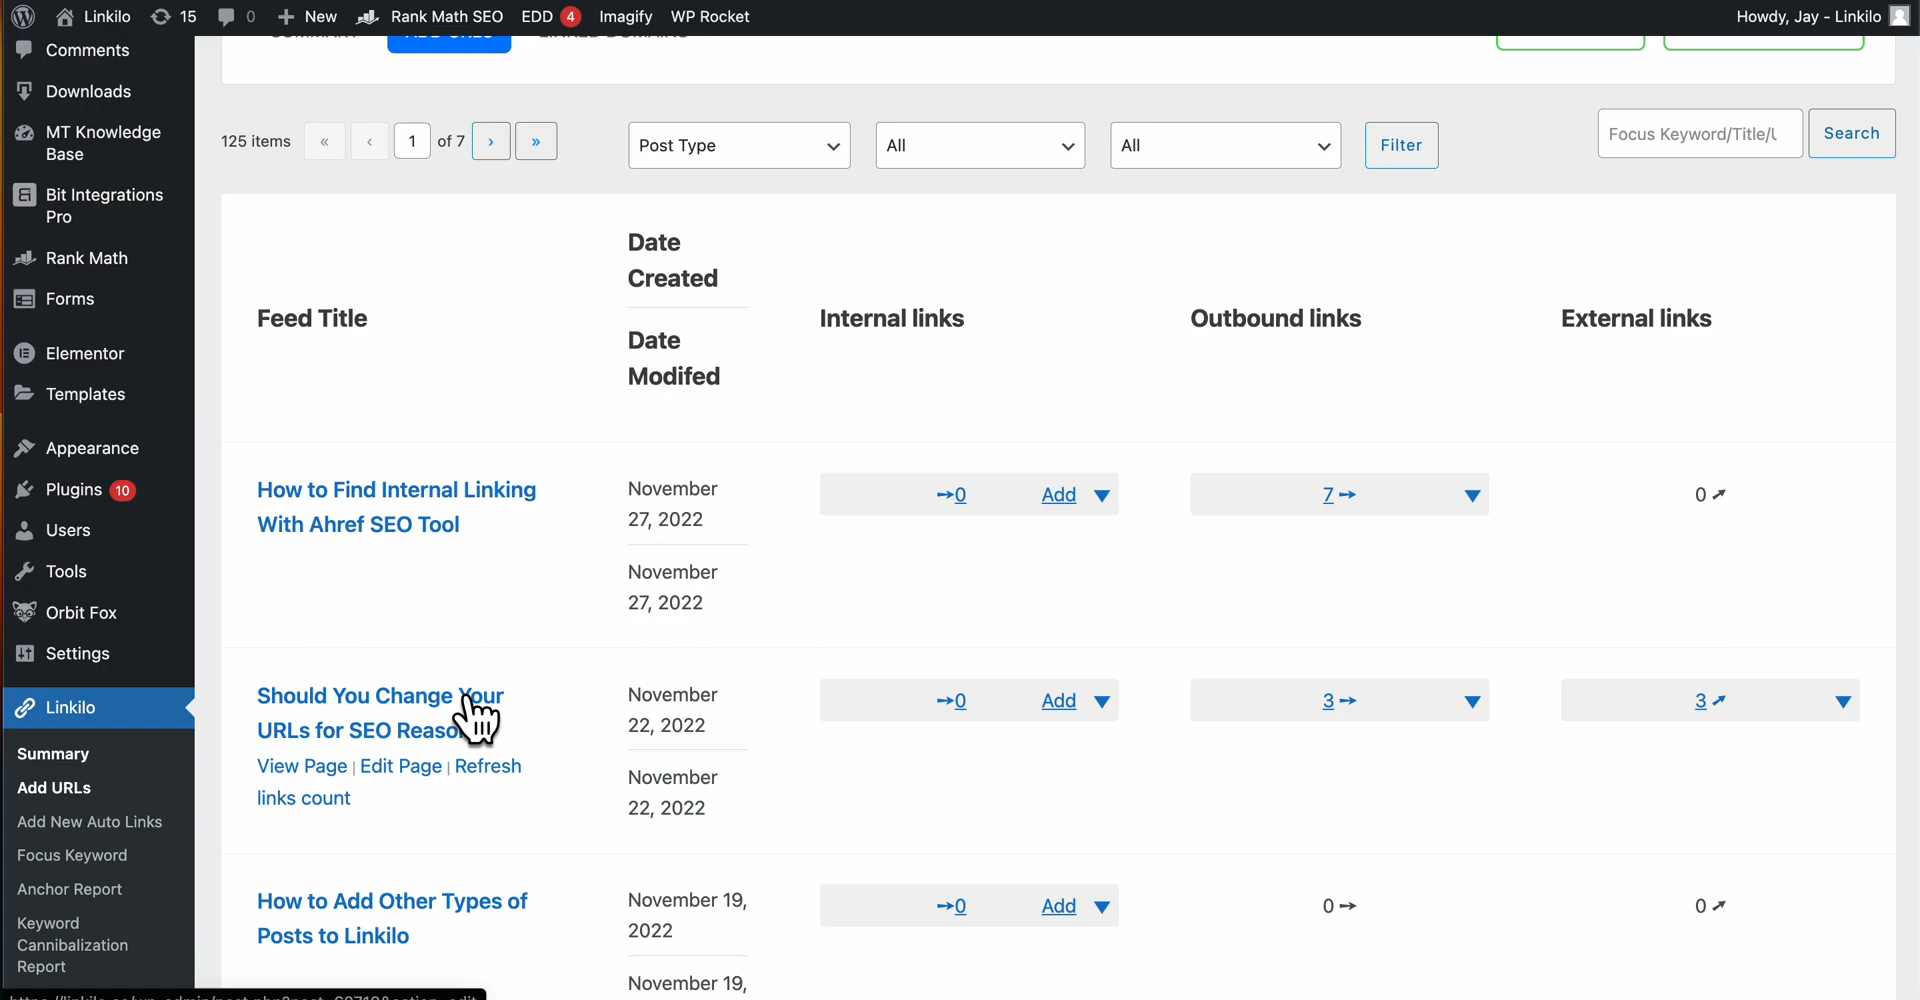 Linkilo 15 0 New Rank Math SEO EDD 4 Imagify WP Rocket Howdy, Jay - Linkilo
Comments
Downloads
MT Knowledge
Base
Bit Integrations
Pro
Rank Math
Forms
Elementor
Templates
Appearance
Plugins 10
Users
Tools
Orbit Fox
Settings
Linkilo
Summary
Add URLs
Add New Auto Links
Focus Keyword
Anchor Report
Keyword
Cannibalization
Report
125 items « ‹ 1 of 7 › » Post Type All All Filter Focus Keyword/Title/U Search
Feed Title
Date
Created
Date
Modifed
Internal links
Outbound links
External links
How to Find Internal Linking
With Ahref SEO Tool
November
27, 2022
November
27, 2022
0 Add 7 0
Should You Change Your
URLs for SEO
View Page | Edit Page | Refresh
links count
November
22, 2022
November
22, 2022
0 Add 3 3
How to Add Other Types of
Posts to Linkilo
November 19,
2022
November 19,
0 Add 0 0